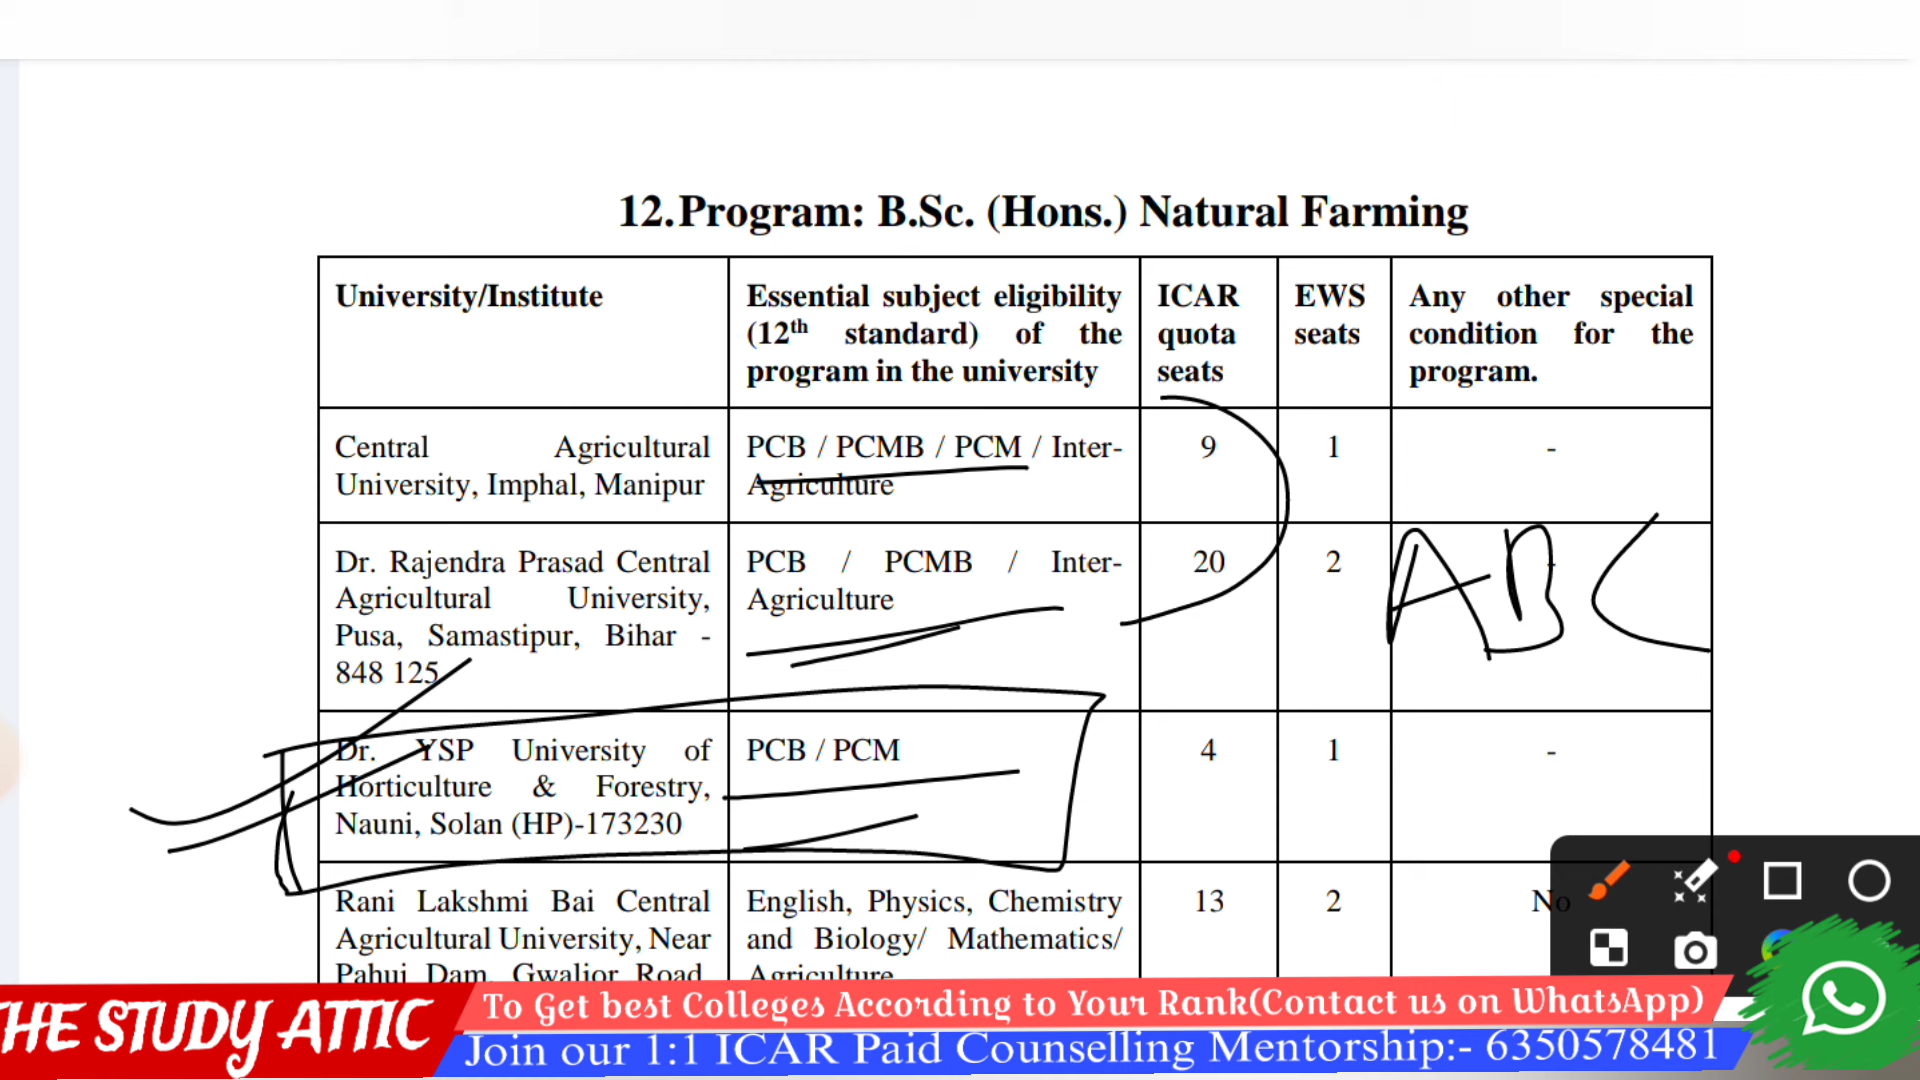 12. Program: B.Sc. (Hons.) Natural Farming
University/Institute
Essential subject eligibility
(12th standard) of the
program in the university
ICAR
quota
seats
EWS
seats
Any other special
condition for the
program.
Central Agricultural
University, Imphal, Manipur
PCB / PCMB / PCM / Inter-
Agriculture
9
1
-
Dr. Rajendra Prasad Central
Agricultural University,
Pusa, Samastipur, Bihar -
848 125
PCB / PCMB / Inter-
Agriculture
20
2
ABC
Dr. YSP University of
Horticulture & Forestry,
Nauni, Solan (HP)-173230
PCB / PCM
4
1
-
Rani Lakshmi Bai Central
Agricultural University, Near
Pahuj Dam, Gwalior Road,
English, Physics, Chemistry
and Biology/ Mathematics/
Agriculture
13
2
No
HE STUDY ATTIC
To Get best Colleges According to Your Rank(Contact us on WhatsApp)
Join our 1:1 ICAR Paid Counselling Mentorship:- 6350578481